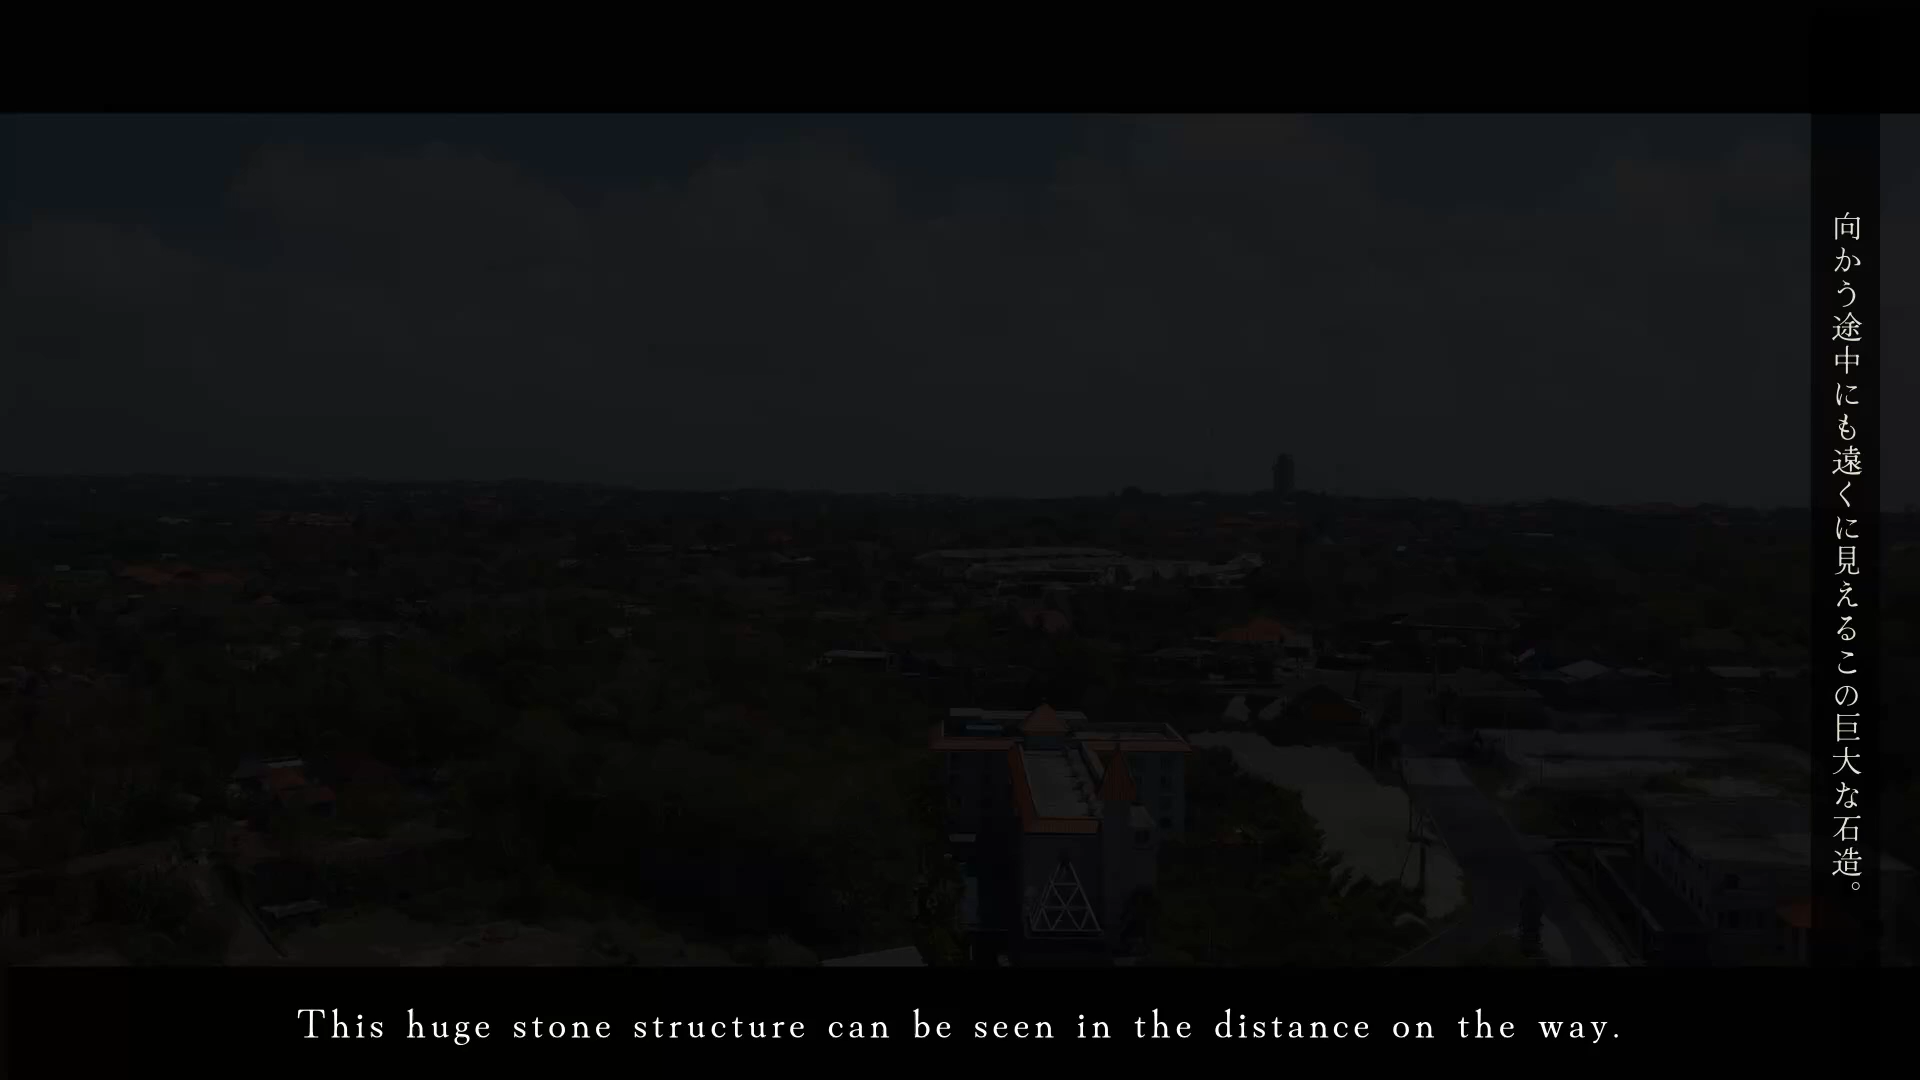 向かう途中にも遠くに見えるこの巨大な石造。
This huge stone structure can be seen in the distance on the way.